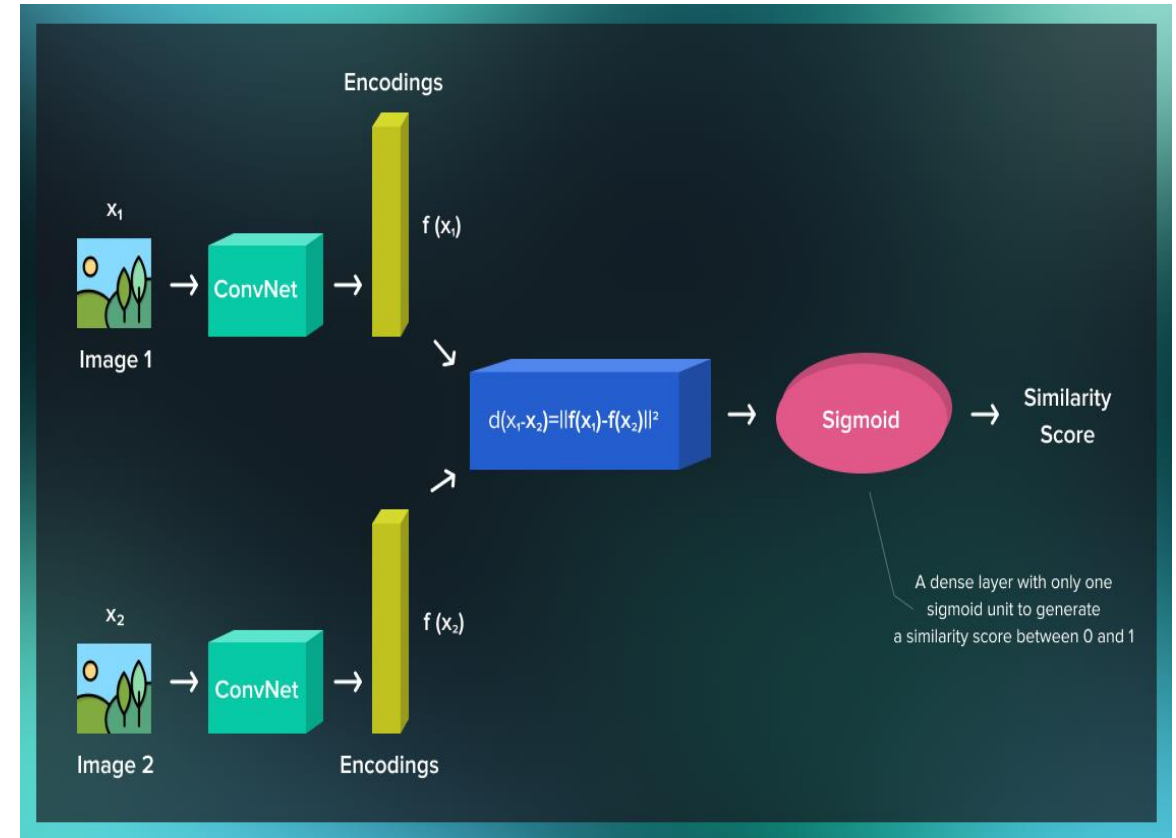 Encodings
x₁
f (x₁)
ConvNet
Image 1
d(x₁-x₂)=||f(x₁)-f(x₂)||²
Sigmoid
Similarity
Score
A dense layer with only one
sigmoid unit to generate
a similarity score between 0 and 1
x₂
f (x₂)
ConvNet
Image 2
Encodings